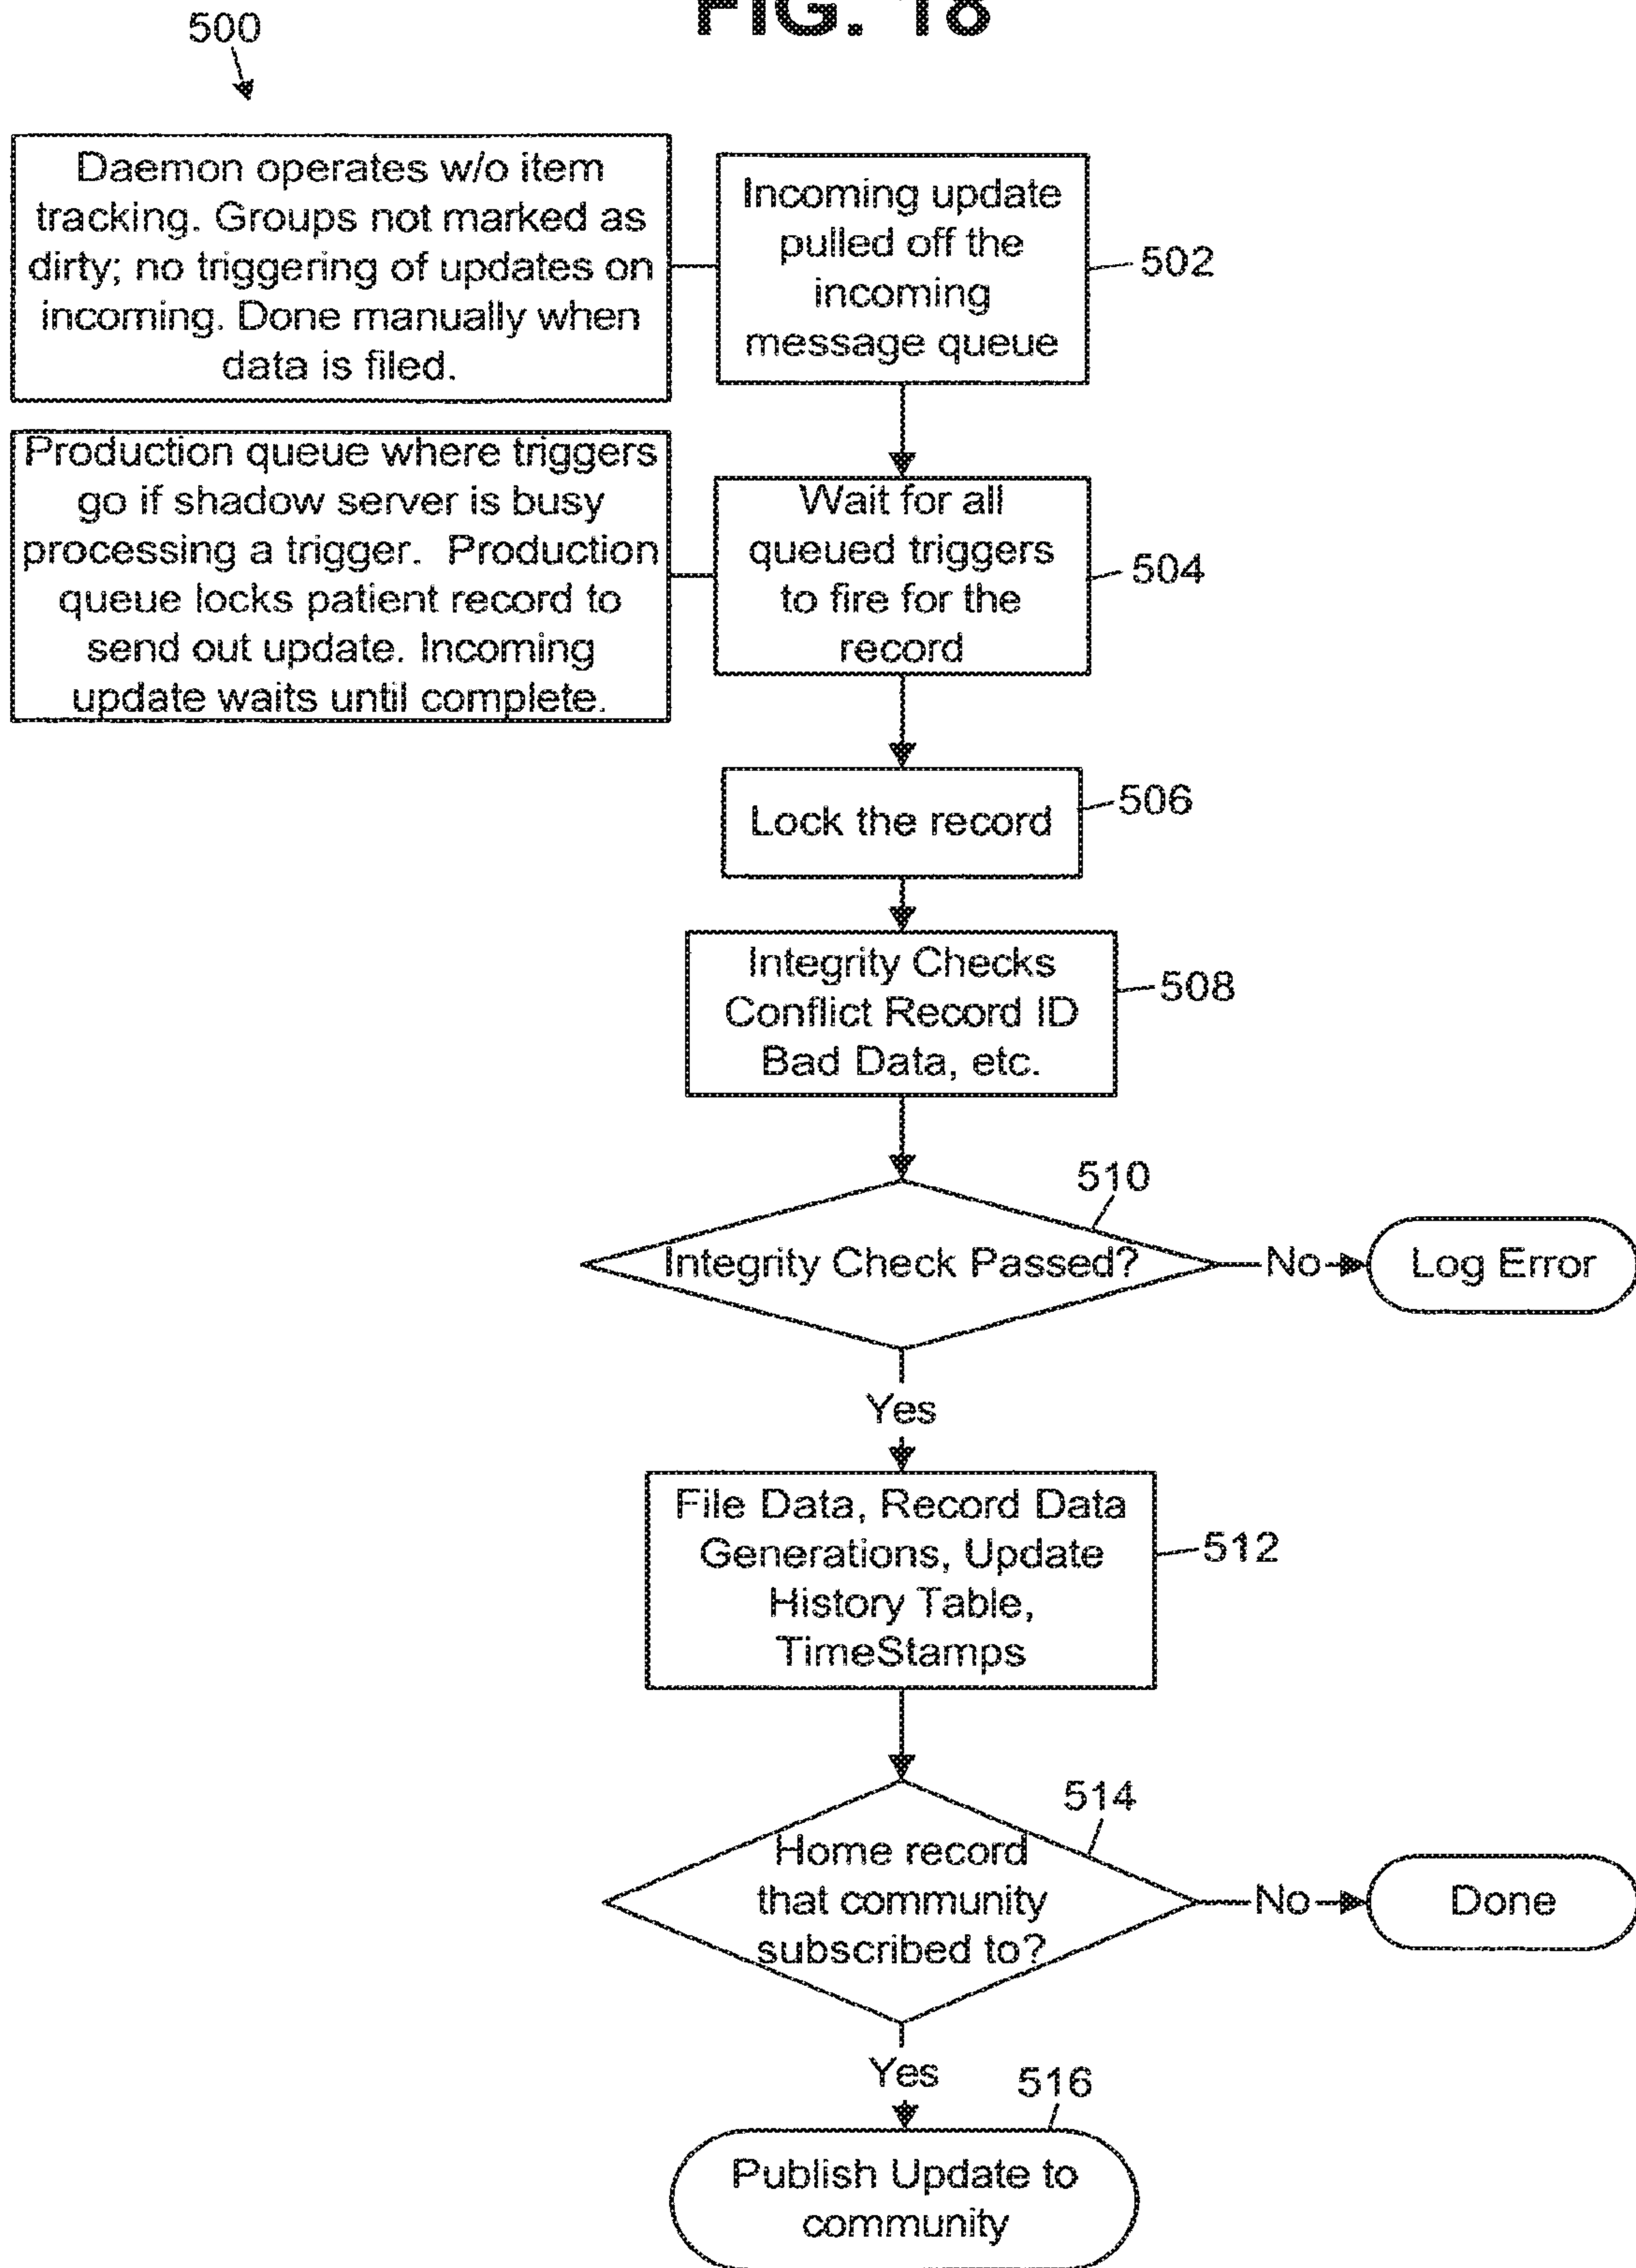 FIG. 18
500
Daemon operates w/o item
tracking. Groups not marked as
dirty; no triggering of updates on
incoming. Done manually when
data is filed.
Incoming update
pulled off the
incoming
message queue
502
Production queue where triggers
go if shadow server is busy
processing a trigger. Production
queue locks patient record to
send out update. Incoming
update waits until complete.
Wait for all
queued triggers
to fire for the
record
504
Lock the record
506
Integrity Checks
Conflict Record ID
Bad Data, etc.
508
510
Integrity Check Passed?
No
Log Error
Yes
File Data, Record Data
Generations, Update
History Table,
TimeStamps
512
514
Home record
that community
subscribed to?
No
Done
Yes
516
Publish Update to
community